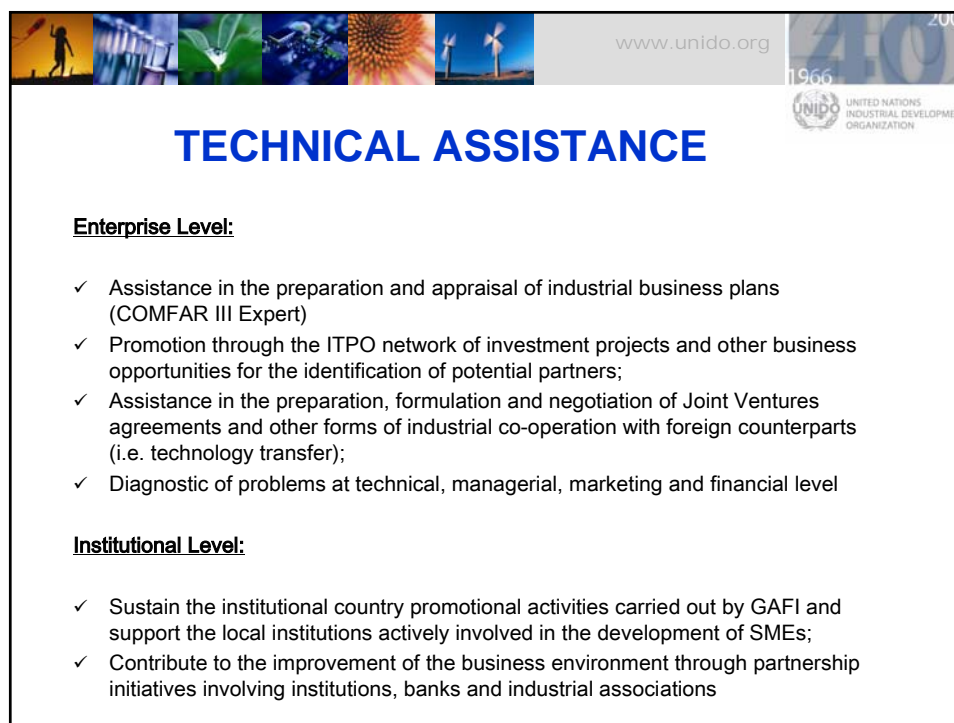 www.unido.org
200
40
1966
UNIDO
UNITED NATIONS
INDUSTRIAL DEVELOPME
ORGANIZATION
TECHNICAL ASSISTANCE
Enterprise Level:
✓ Assistance in the preparation and appraisal of industrial business plans
(COMFAR III Expert)
✓ Promotion through the ITPO network of investment projects and other business
opportunities for the identification of potential partners;
✓ Assistance in the preparation, formulation and negotiation of Joint Ventures
agreements and other forms of industrial co-operation with foreign counterparts
(i.e. technology transfer);
✓ Diagnostic of problems at technical, managerial, marketing and financial level
Institutional Level:
✓ Sustain the institutional country promotional activities carried out by GAFI and
support the local institutions actively involved in the development of SMEs;
✓ Contribute to the improvement of the business environment through partnership
initiatives involving institutions, banks and industrial associations